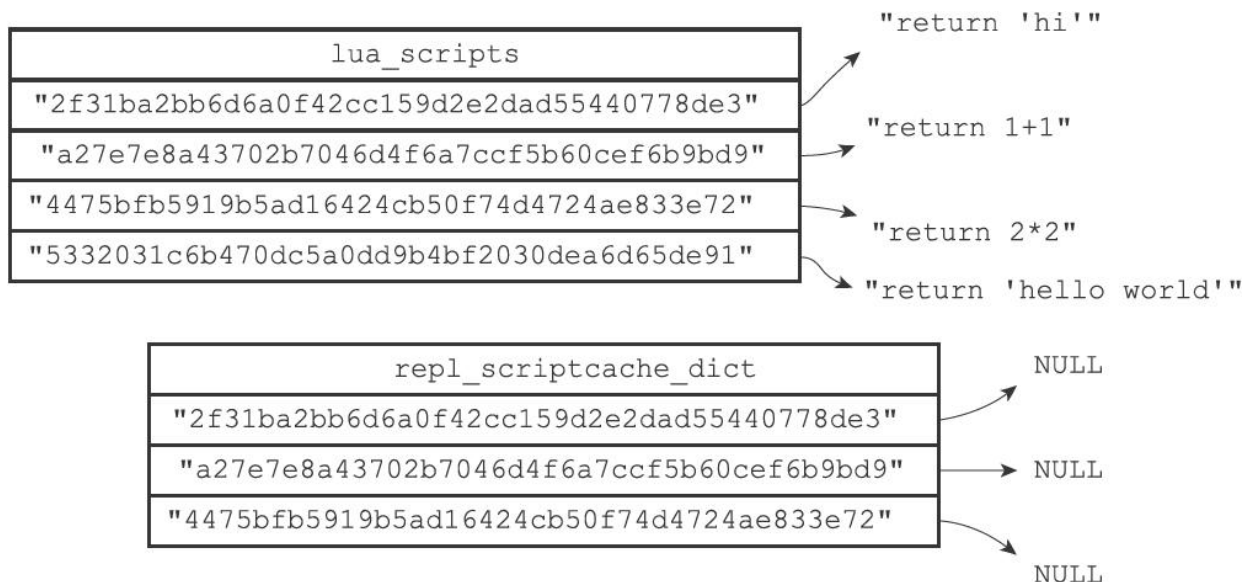 "return 'hi'"
lua_scripts
"2f31ba2bb6d6a0f42cc159d2e2dad55440778de3"
"return 1+1"
"a27e7e8a43702b7046d4f6a7ccf5b60cef6b9bd9"
"4475bfb5919b5ad16424cb50f74d4724ae833e72"
"return 2*2"
"5332031c6b470dc5a0dd9b4bf2030dea6d65de91"
"return 'hello world'"
repl_scriptcache_dict
NULL
"2f31ba2bb6d6a0f42cc159d2e2dad55440778de3"
"a27e7e8a43702b7046d4f6a7ccf5b60cef6b9bd9"
NULL
"4475bfb5919b5ad16424cb50f74d4724ae833e72"
NULL